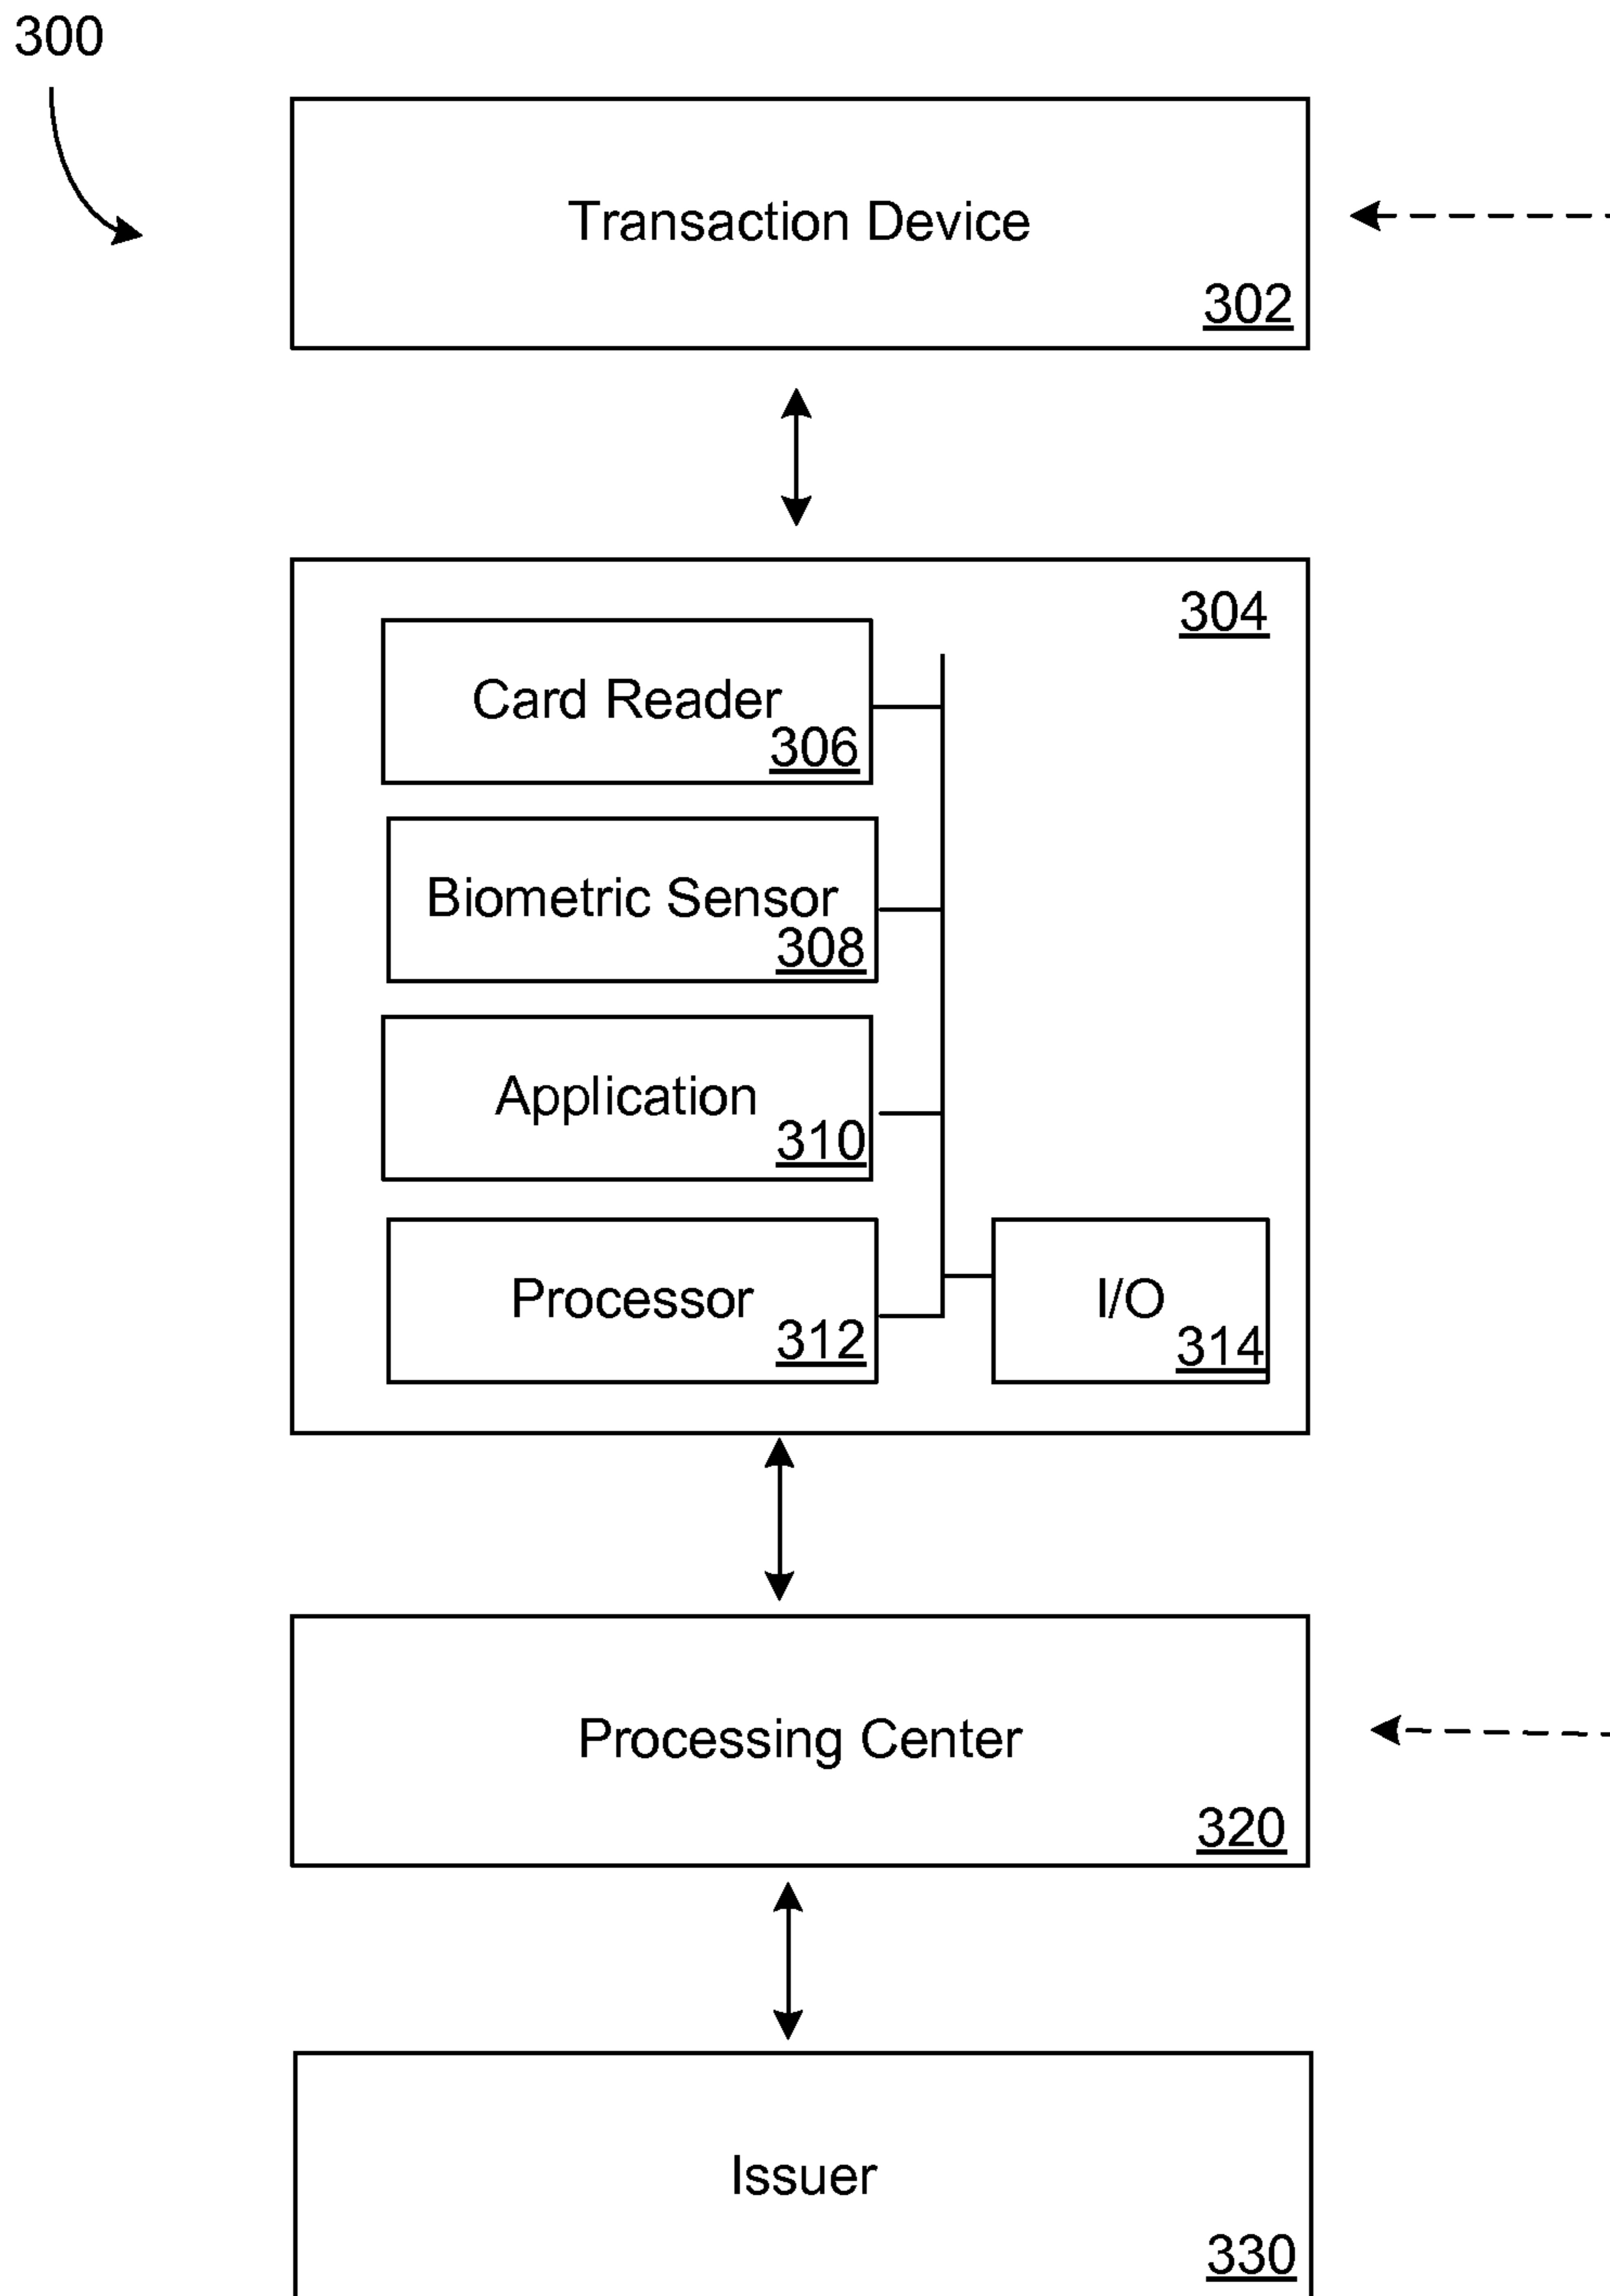 300
Transaction Device
302
304
Card Reader
306
Biometric Sensor
308
Application
310
Processor
312
I/O
314
Processing Center
320
Issuer
330